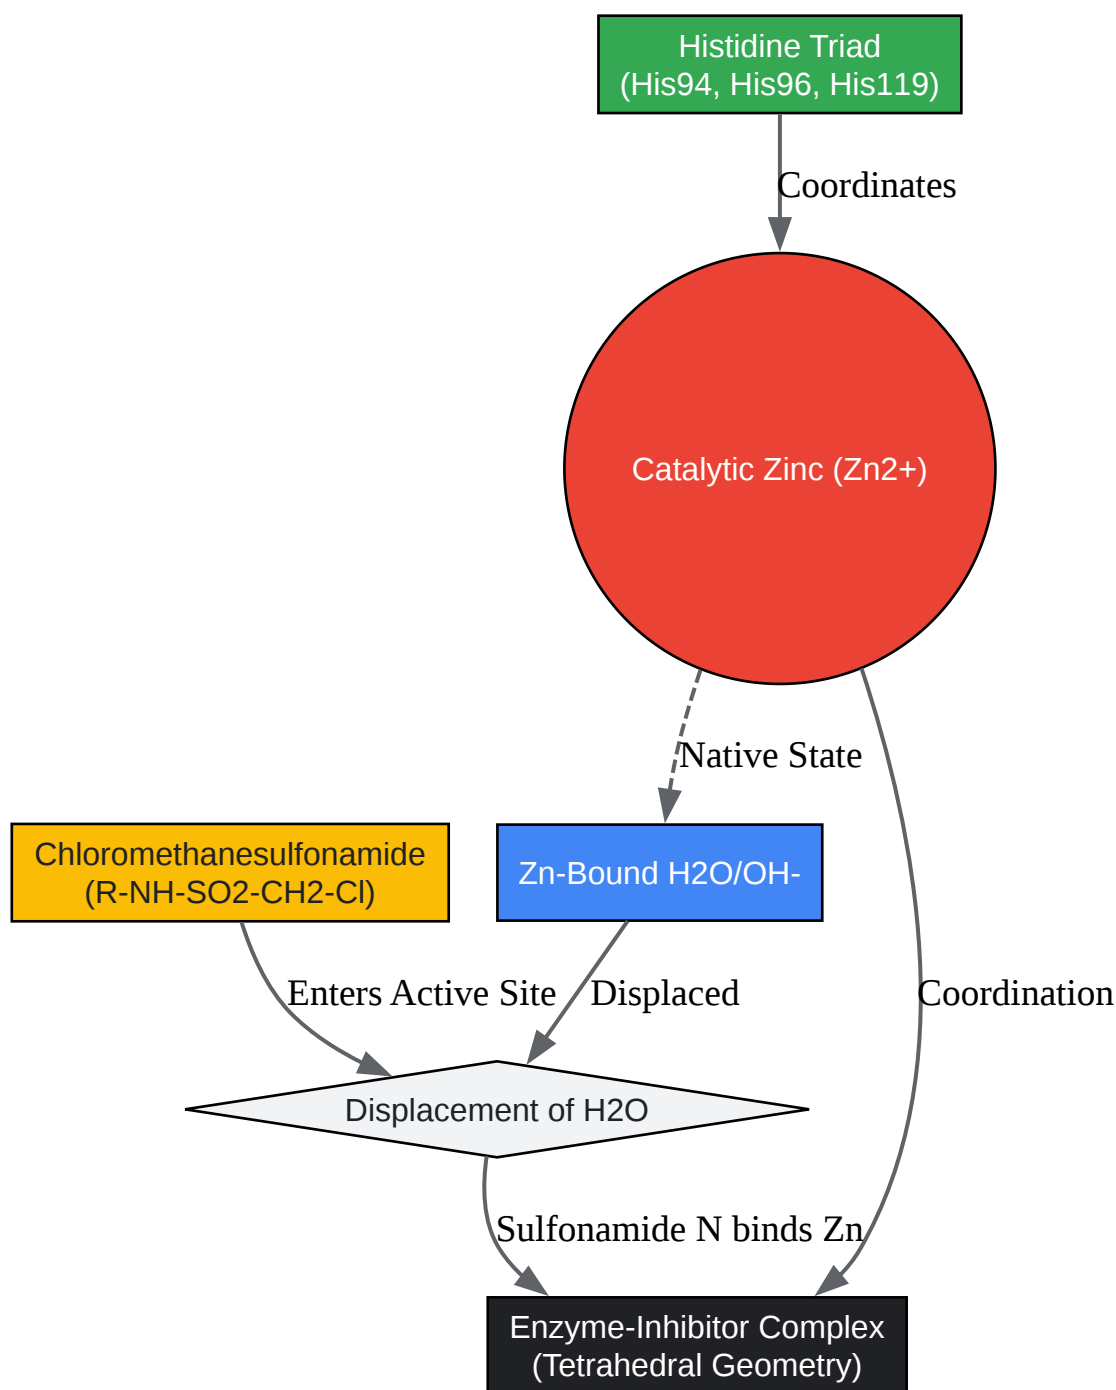 Histidine Triad
(His94, His96, His119)
Coordinates
Catalytic Zinc (Zn2+)
Native State
Chloromethanesulfonamide
(R-NH-SO2-CH2-Cl)
Zn-Bound H2O/OH-
Enters Active Site
Displaced
Coordination
Displacement of H2O
Sulfonamide N binds Zn
Enzyme-Inhibitor Complex
(Tetrahedral Geometry)